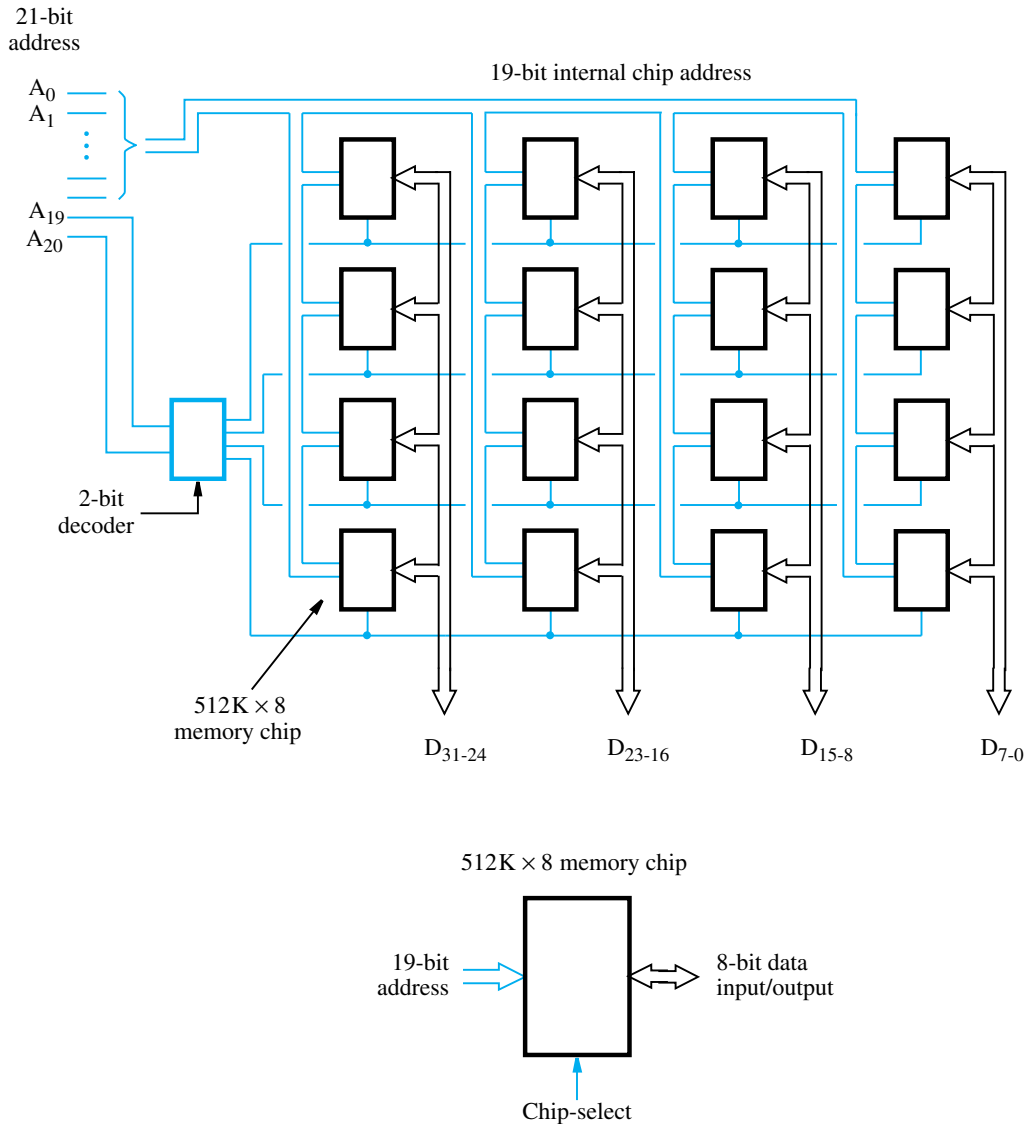 21-bit
address
19-bit internal chip address
A0
A1
A19
A20
2-bit
decoder
512K × 8
memory chip
D31-24
D23-16
D15-8
D7-0
512K × 8 memory chip
19-bit
address
8-bit data
input/output
Chip-select